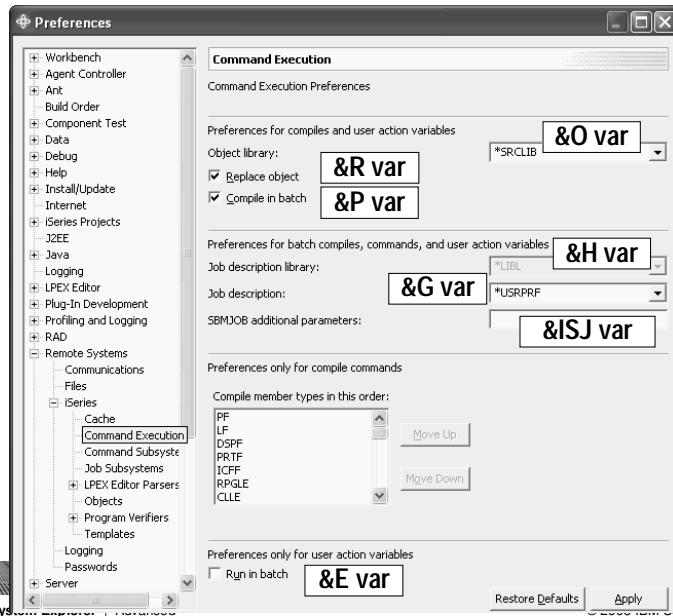 Preferences
Workbench
Agent Controller
Ant
Build Order
Component Test
Data
Debug
Help
Install/Update
Internet
iSeries Projects
J2EE
Java
Logging
LPEX Editor
Plug-In Development
Profiling and Logging
RAD
Remote Systems
Communications
Files
iSeries
Cache
Command Execution
Command Subsyste
Job Subsystems
LPEX Editor Parsers
Objects
Program Verifiers
Templates
Logging
Passwords
Server
Command Execution
Command Execution Preferences
Preferences for compiles and user action variables
&O var
Object library:
*SRCLIB
&R var
Replace object
&P var
Compile in batch
Preferences for batch compiles, commands, and user action variables
&H var
Job description library:
*LIBL
&G var
Job description:
*USRPRF
SBMJOB additional parameters:
&ISJ var
Preferences only for compile commands
Compile member types in this order:
PF
LF
DSPF
PRTF
ICFF
RPGLE
CLLE
Move Up
Move Down
Preferences only for user action variables
Run in batch
&E var
Restore Defaults
Apply